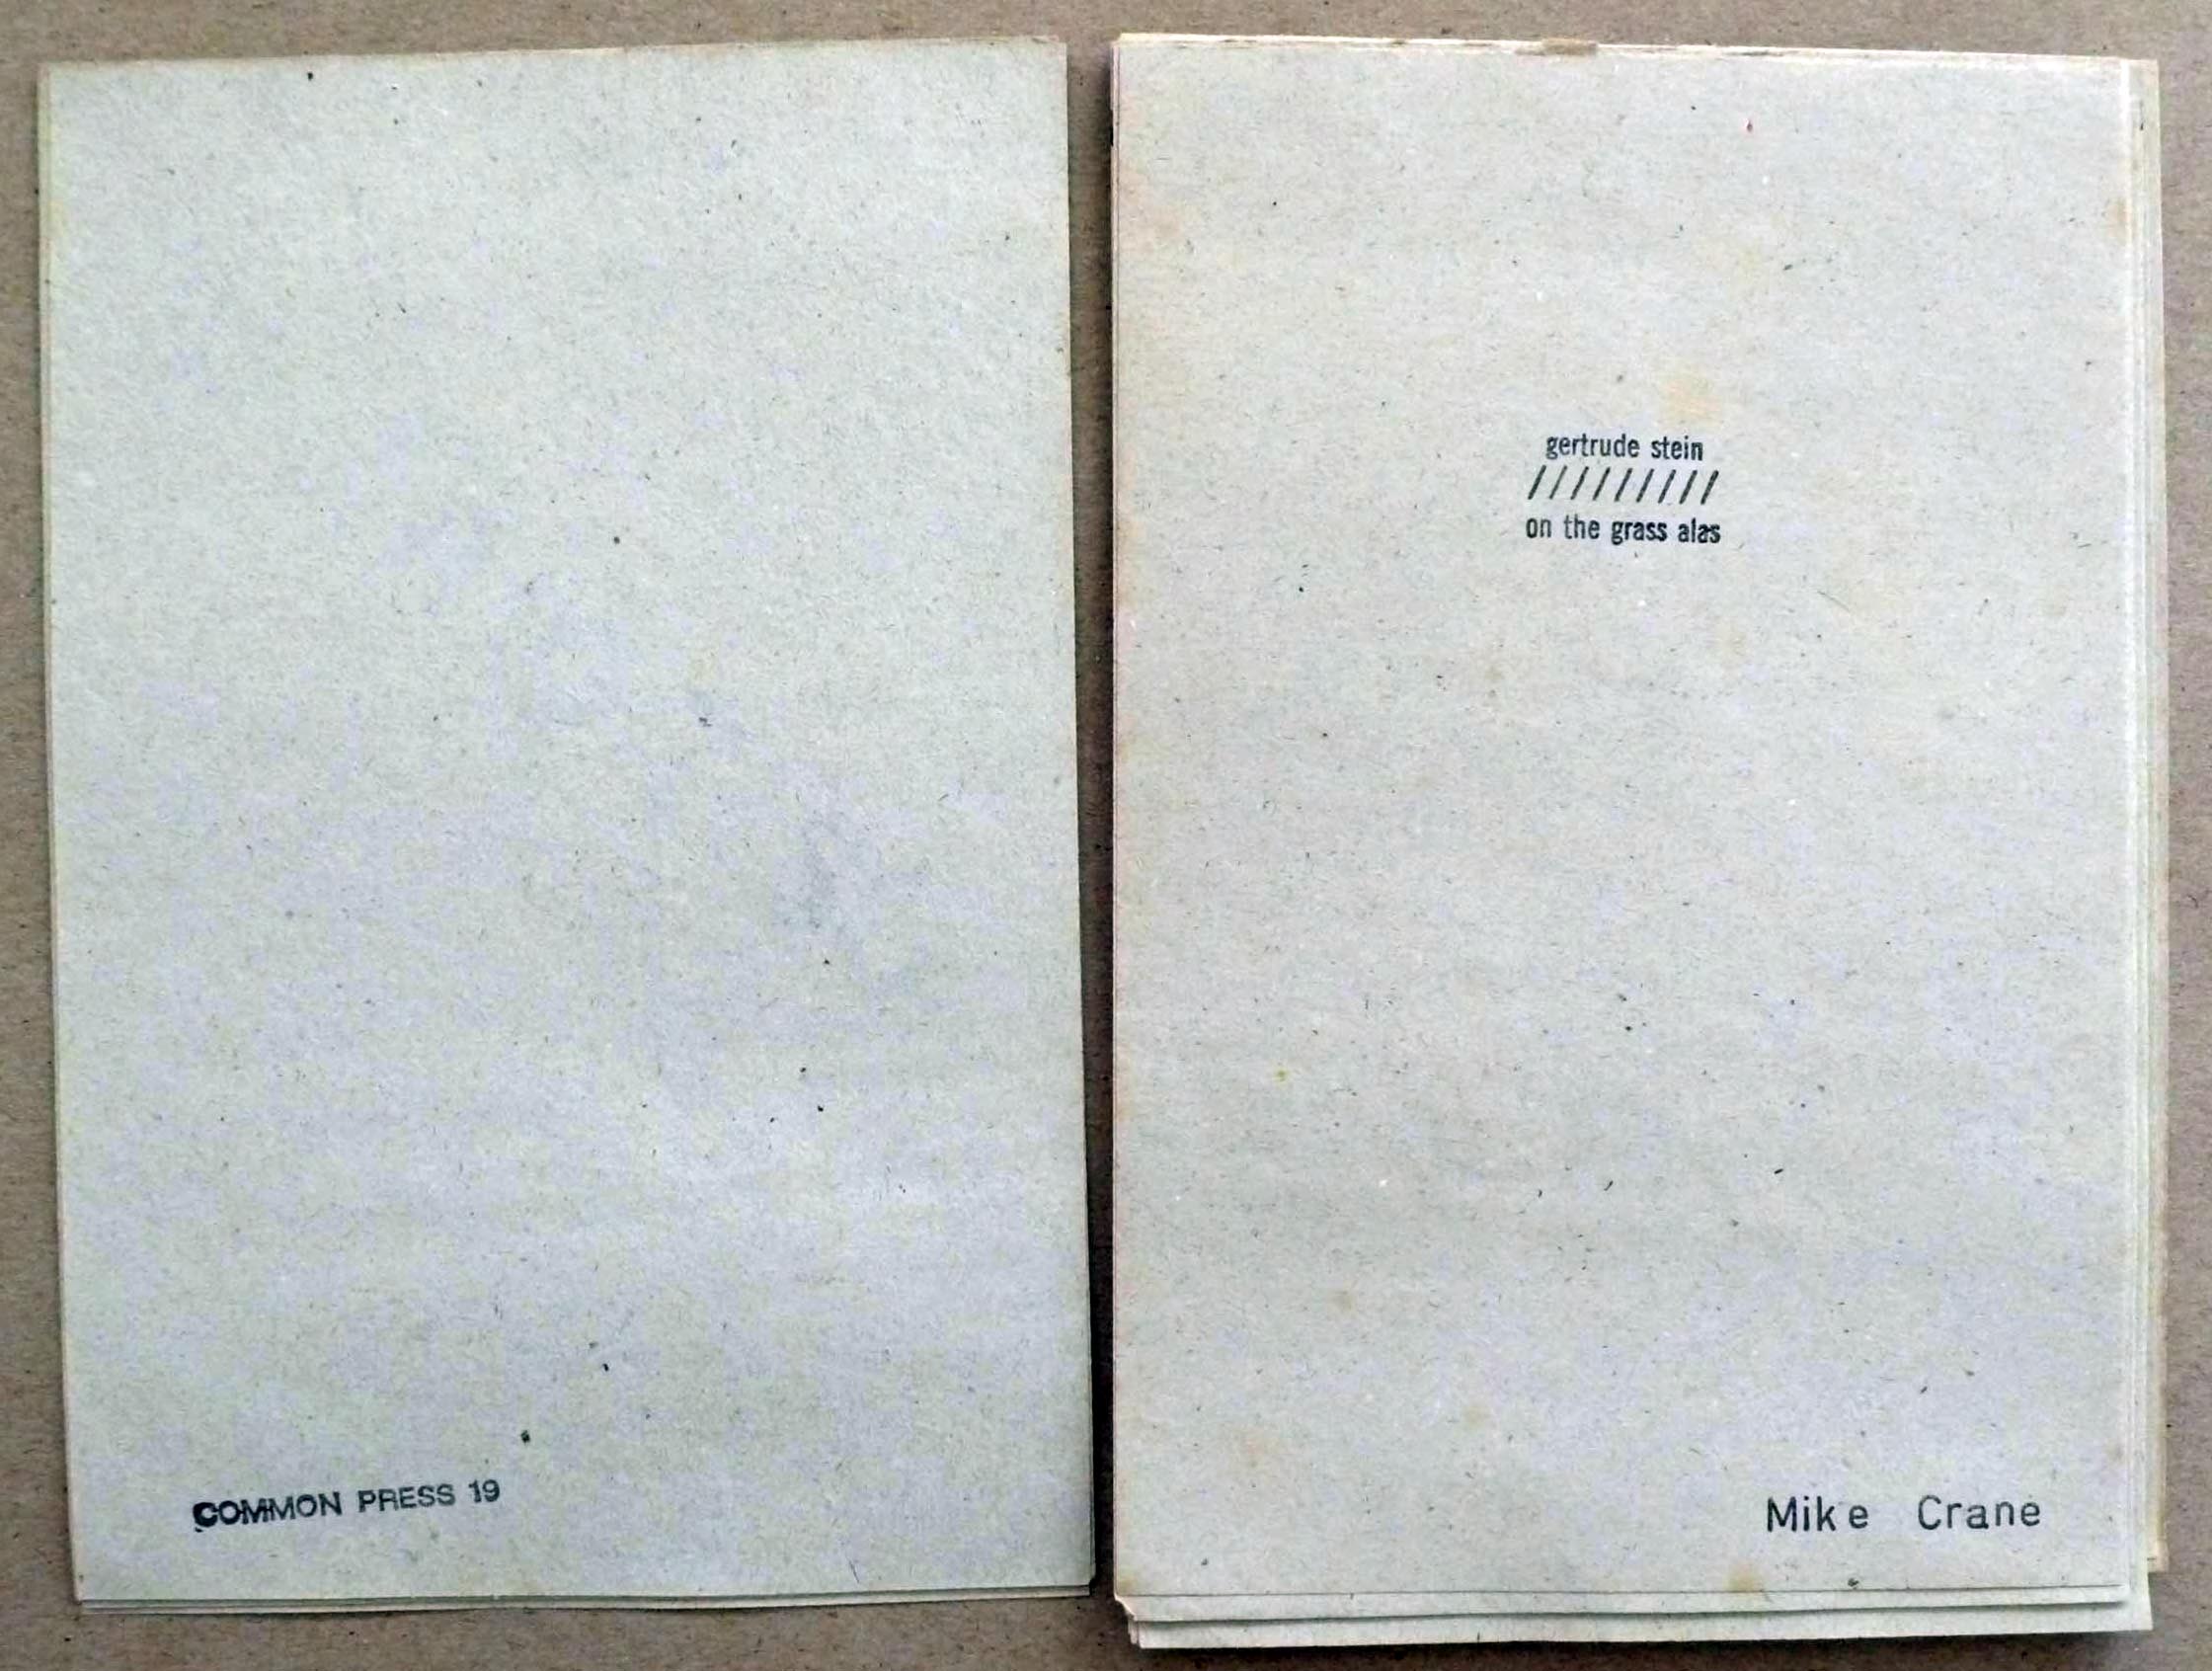 COMMON PRESS 19
gertrude stein
/////////
on the grass alas
Mike Crane